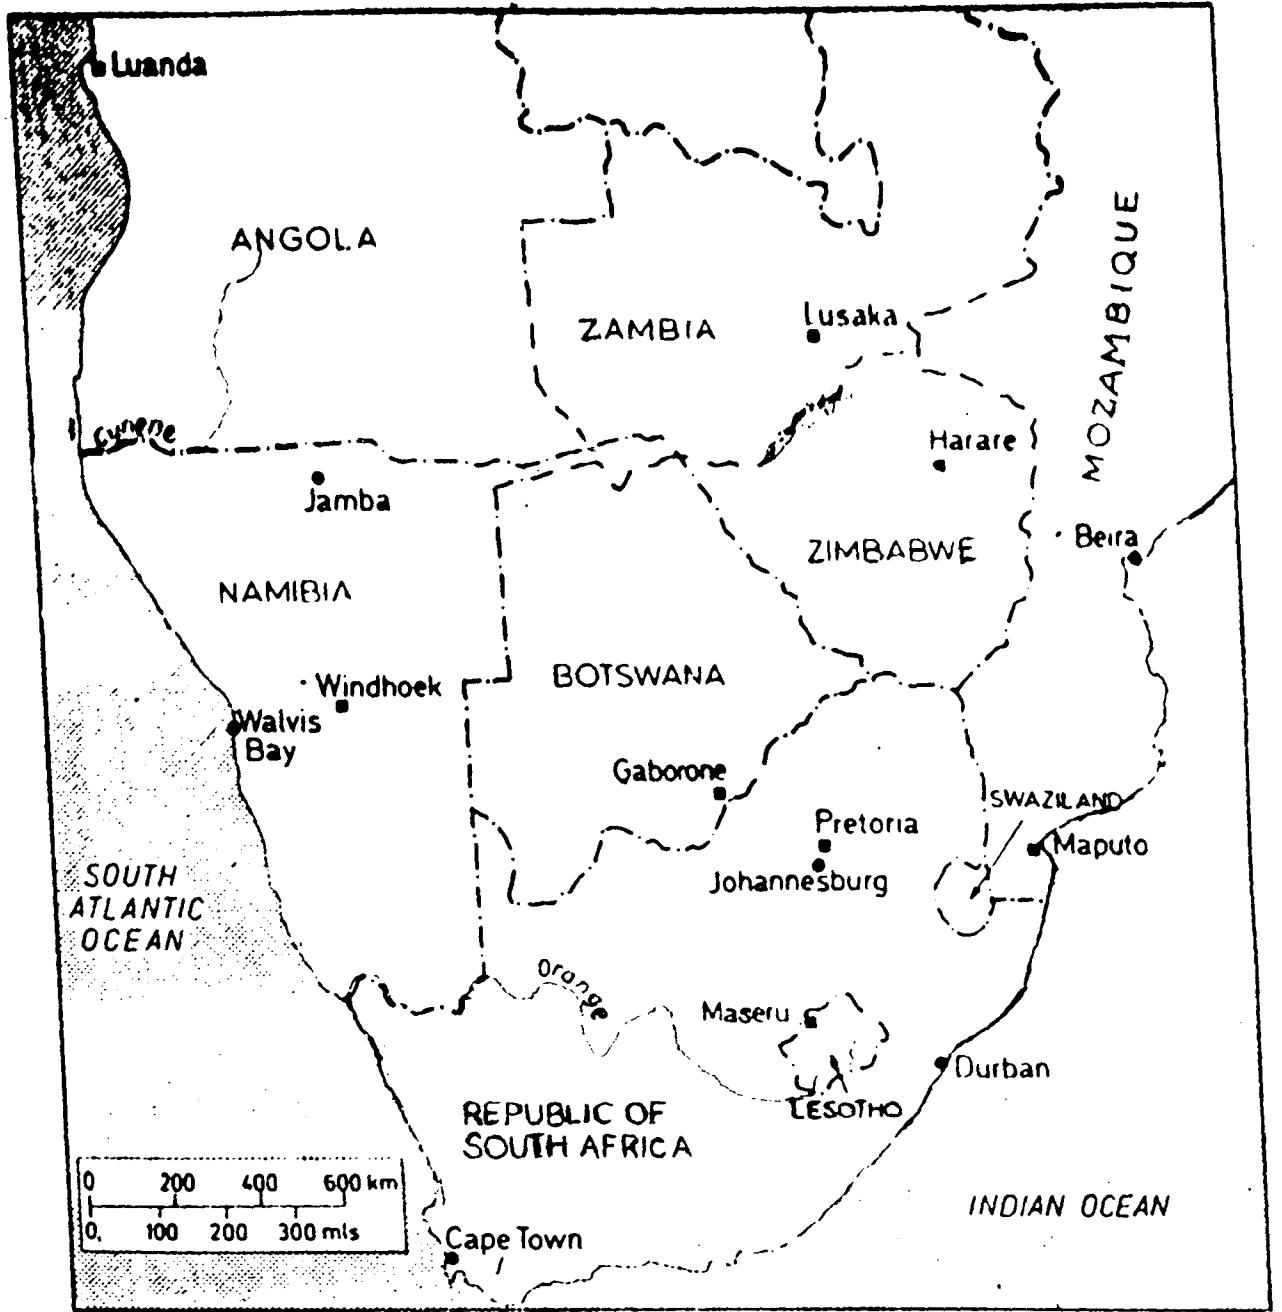 Luanda
ANGOLA
MOZAMBIQUE
Lusaka
ZAMBIA
Cunene
Harare
Jamba
Beira
ZIMBABWE
NAMIBIA
BOTSWANA
Windhoek
Walvis
Bay
Gaborone
SWAZILAND
Pretoria
Maputo
Johannesburg
SOUTH
ATLANTIC
OCEAN
Orange
Maseru
Durban
LESOTHO
REPUBLIC OF
SOUTH AFRICA
0 200 400 600 km
0, 100 200 300 mls
INDIAN OCEAN
Cape Town